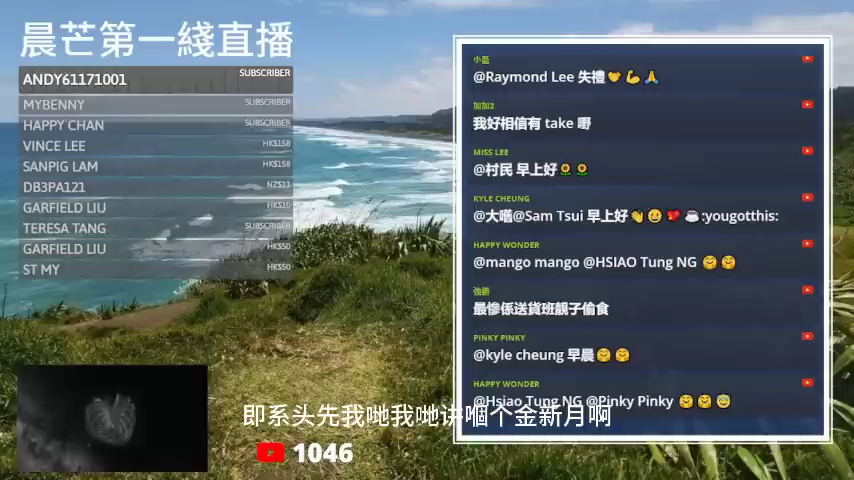 晨芒第一綫直播
ANDY61171001 SUBSCRIBER
MYBENNY SUBSCRIBER
HAPPY CHAN SUBSCRIBER
VINCE LEE HK$158
SANPIG LAM HK$158
DB3PA121 NZ$11
GARFIELD LIU HK$10
TERESA TANG SUBSCRIBER
GARFIELD LIU HK$50
ST MY HK$50
小磊
@Raymond Lee 失禮
加加2
我好相信有 take 嘢
MISS LEE
@村民 早上好
KYLE CHEUNG
@大嚿@Sam Tsui 早上好 :yougotthis:
HAPPY WONDER
@mango mango @HSIAO Tung NG
強勝
最慘係送貨班靚子偷食
PINKY PINKY
@kyle cheung 早晨
HAPPY WONDER
@Hsiao Tung NG @Pinky Pinky
即系头先我哋我哋讲嗰个金新月啊
1046